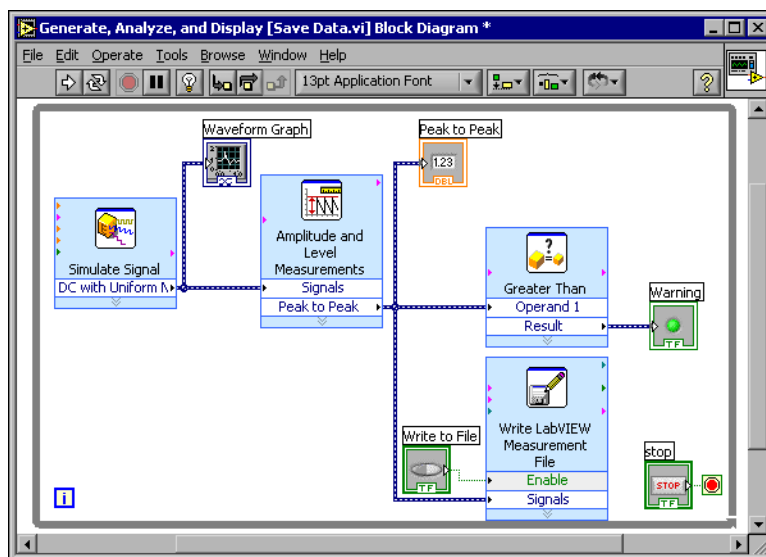 Generate, Analyze, and Display [Save Data.vi] Block Diagram *
File Edit Operate Tools Browse Window Help
13pt Application Font
Waveform Graph
Peak to Peak
1.23
DBL
Simulate Signal
DC with Uniform N
Amplitude and
Level
Measurements
Signals
Peak to Peak
Greater Than
Operand 1
Result
Warning
TF
Write to File
TF
Write LabVIEW
Measurement
File
Enable
Signals
stop
STOP
TF
i